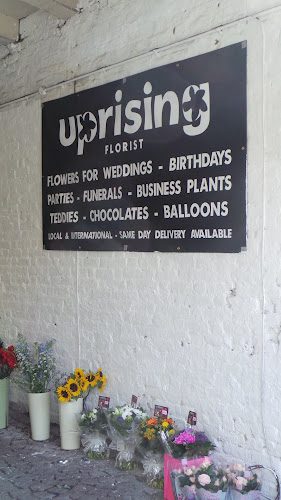 uprising
FLORIST
FLOWERS FOR WEDDINGS - BIRTHDAYS
PARTIES - FUNERALS - BUSINESS PLANTS
TEDDIES - CHOCOLATES - BALLOONS
LOCAL & INTERNATIONAL - SAME DAY DELIVERY AVAILABLE